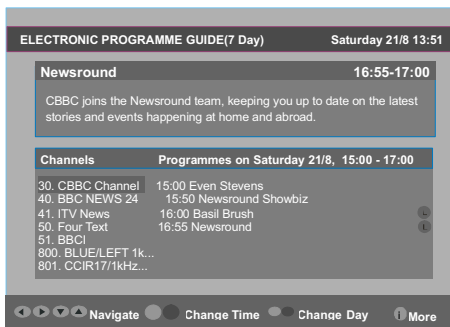 ELECTRONIC PROGRAMME GUIDE(7 Day) Saturday 21/8 13:51
Newsround 16:55-17:00
CBBC joins the Newsround team, keeping you up to date on the latest
stories and events happening at home and abroad.
Channels Programmes on Saturday 21/8, 15:00 - 17:00
30. CBBC Channel 15:00 Even Stevens
40. BBC NEWS 24 15:50 Newsround Showbiz
41. ITV News 16:00 Basil Brush
50. Four Text 16:55 Newsround
51. BBCI
800. BLUE/LEFT 1k...
801. CCIR17/1kHz...
Navigate Change Time Change Day i More